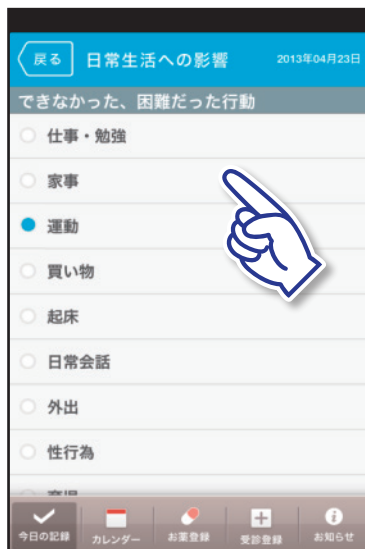 戻る 日常生活への影響 2013年04月23日
できなかった、困難だった行動
仕事・勉強
家事
運動
買い物
起床
日常会話
外出
性行為
今日の記録 カレンダー お薬登録 受診登録 お知らせ